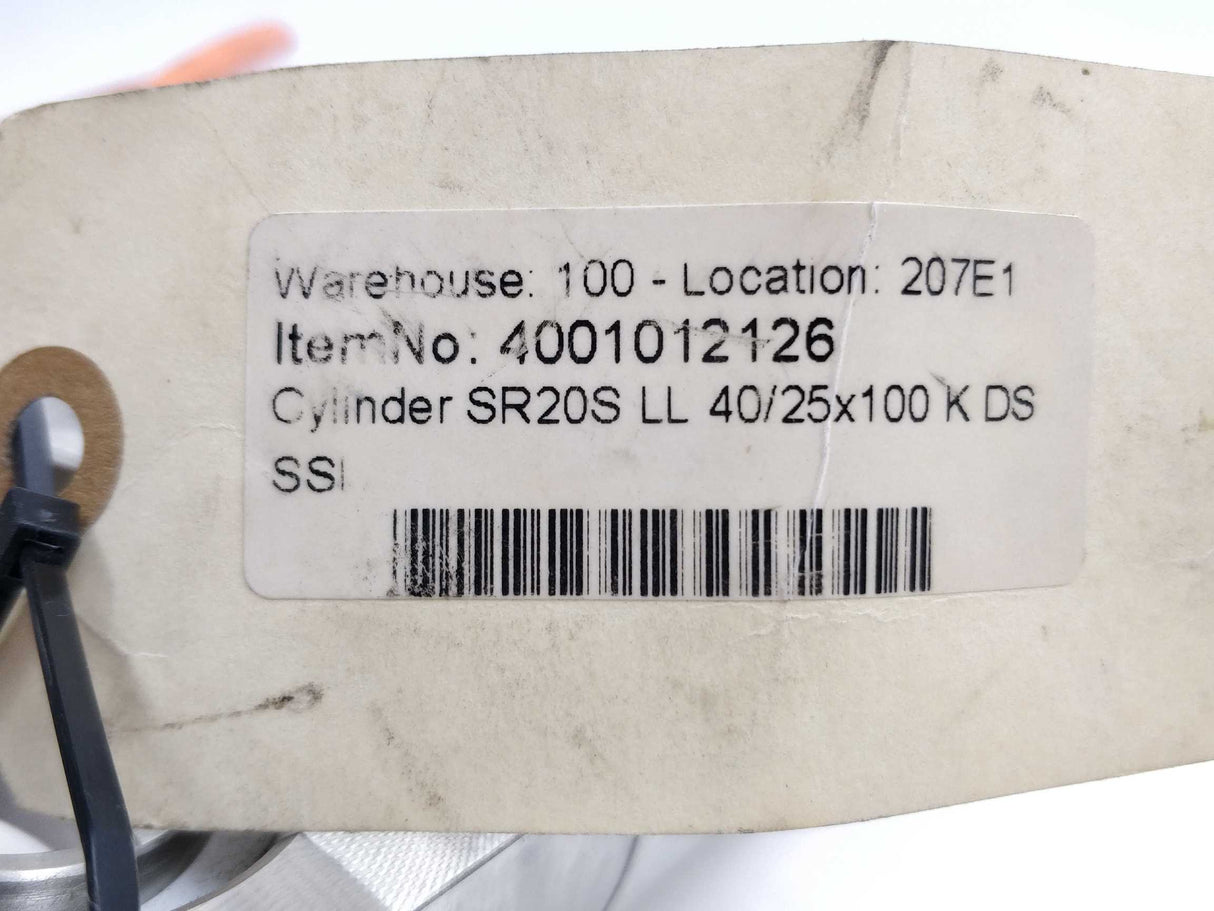 Warehouse: 100 - Location: 207E1
ItemNo: 4001012126
Cylinder SR20S LL 40/25x100 K DS
SSI